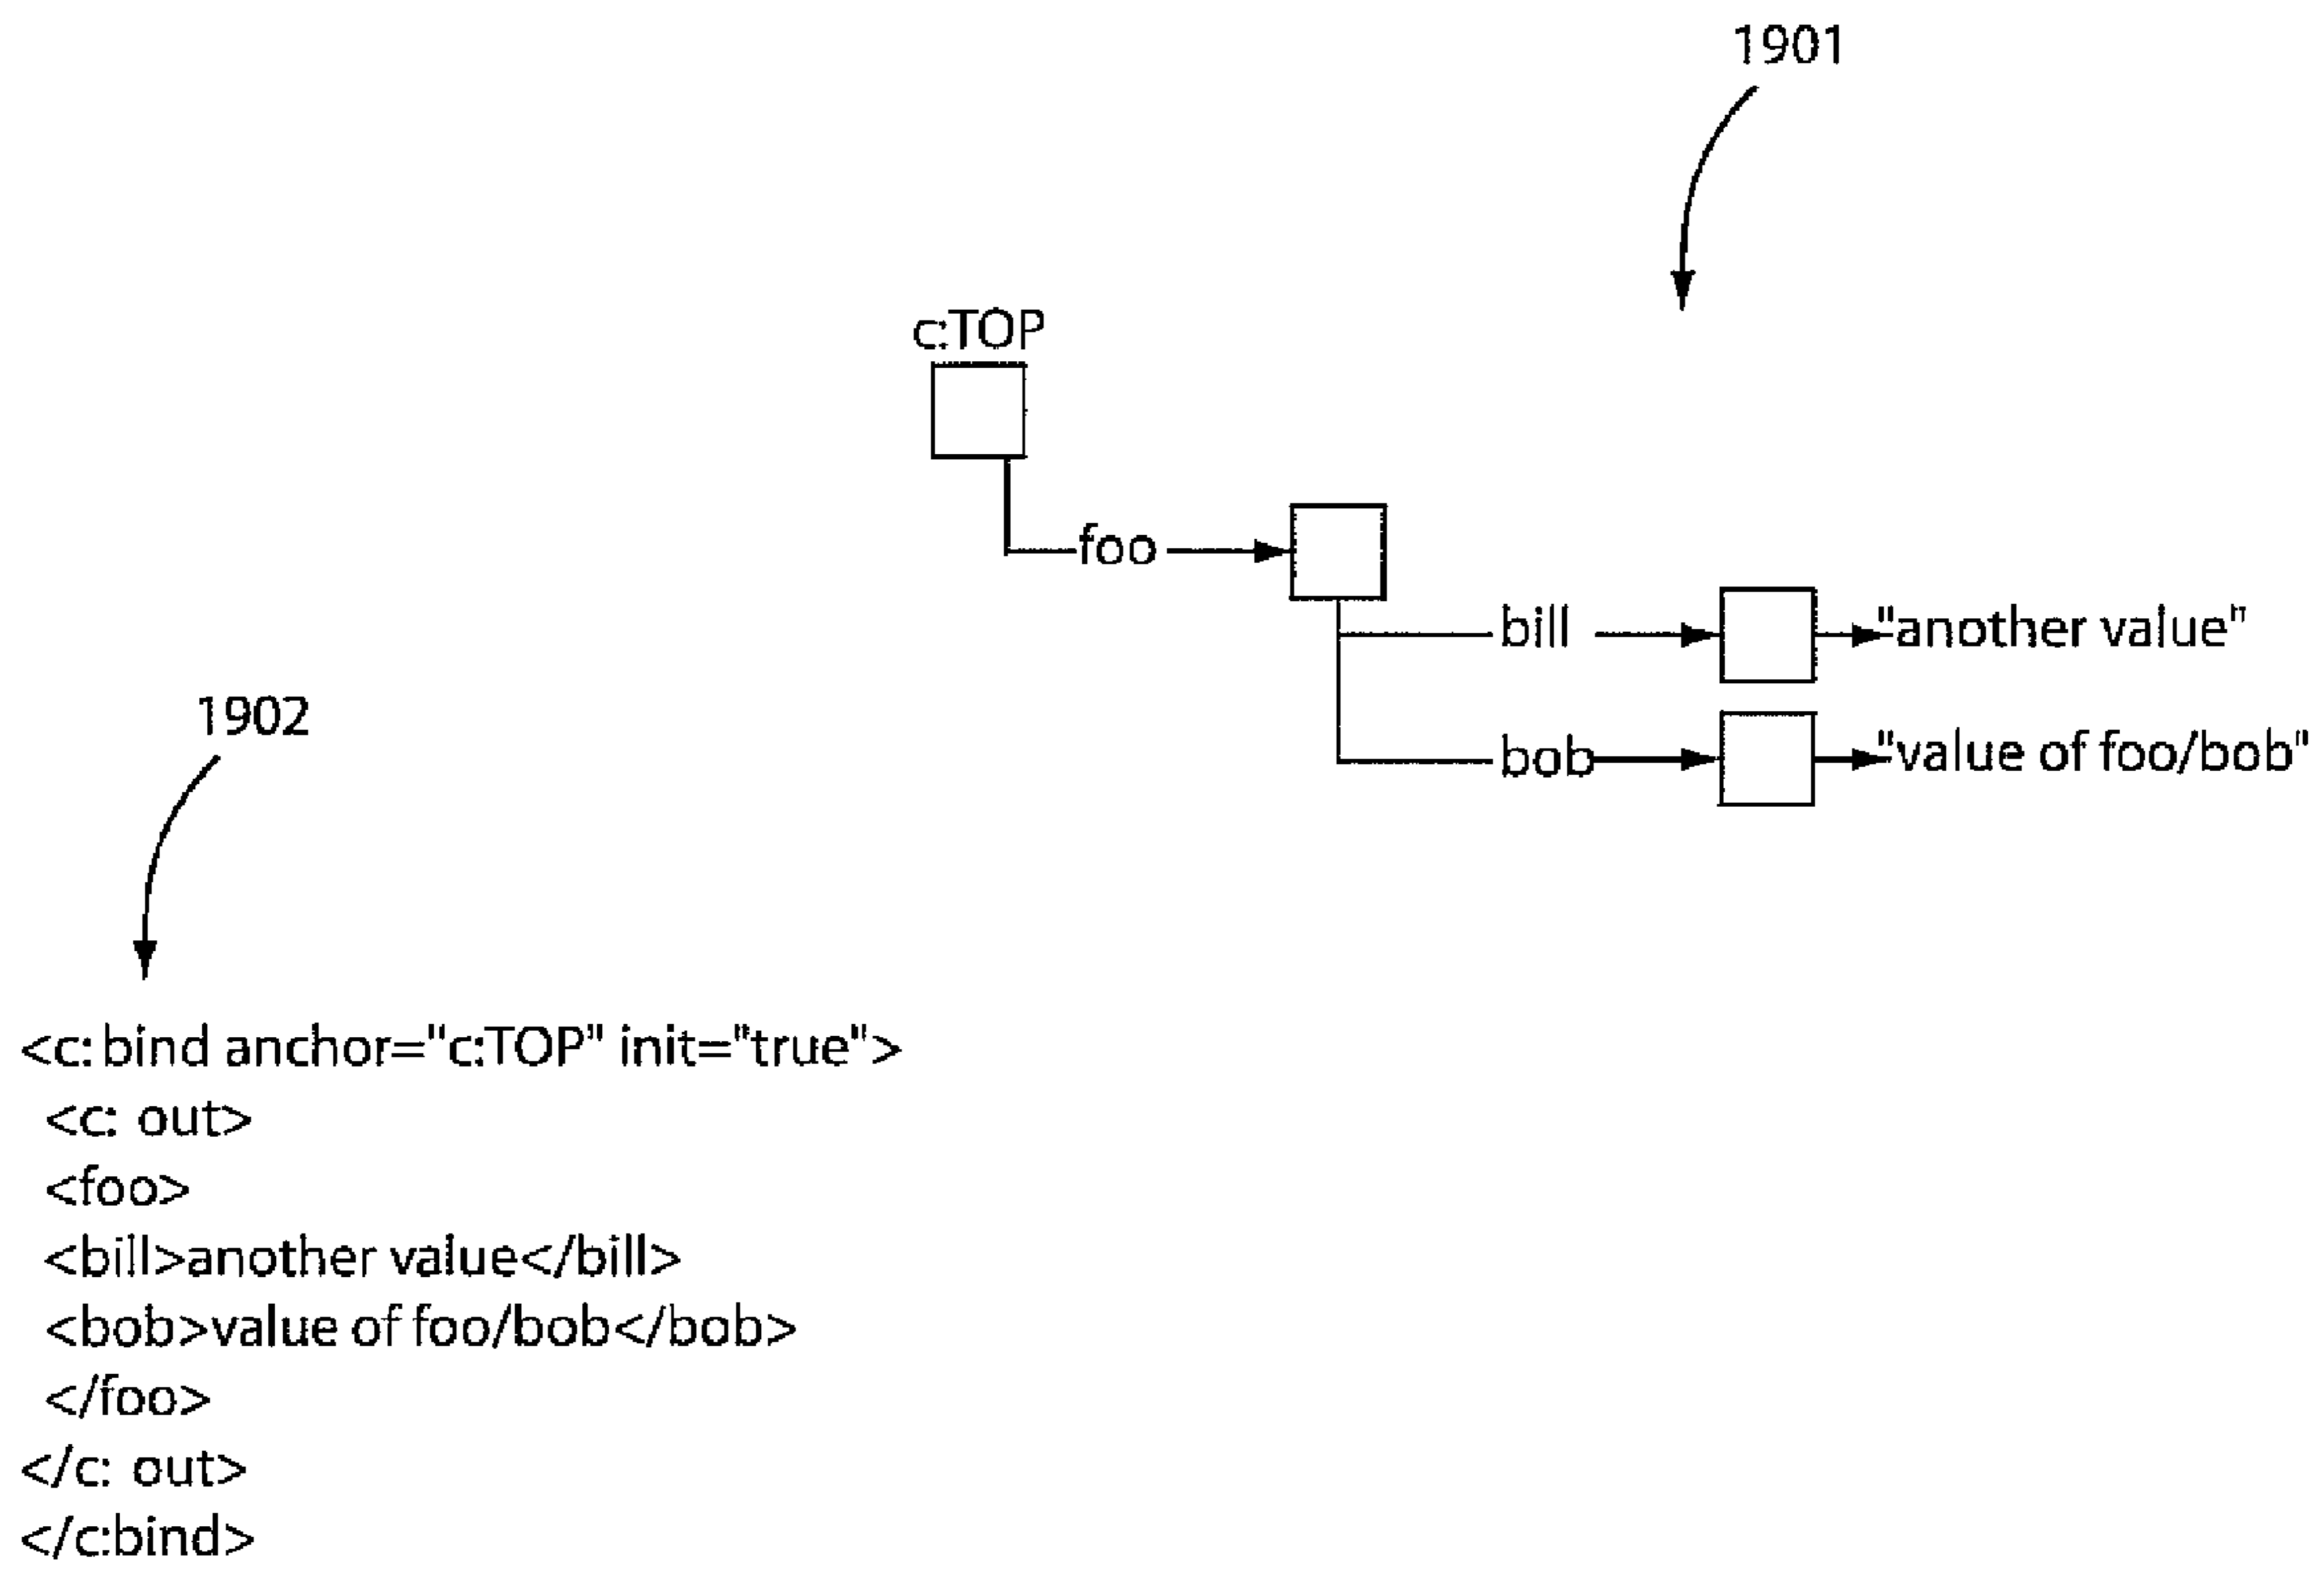 1901
c:TOP
foo
bill "another value"
bob "value of foo/bob"
1902
<c:bind anchor="c:TOP" init="true">
<c: out>
<foo>
<bill>another value</bill>
<bob>value of foo/bob</bob>
</foo>
</c: out>
</c:bind>